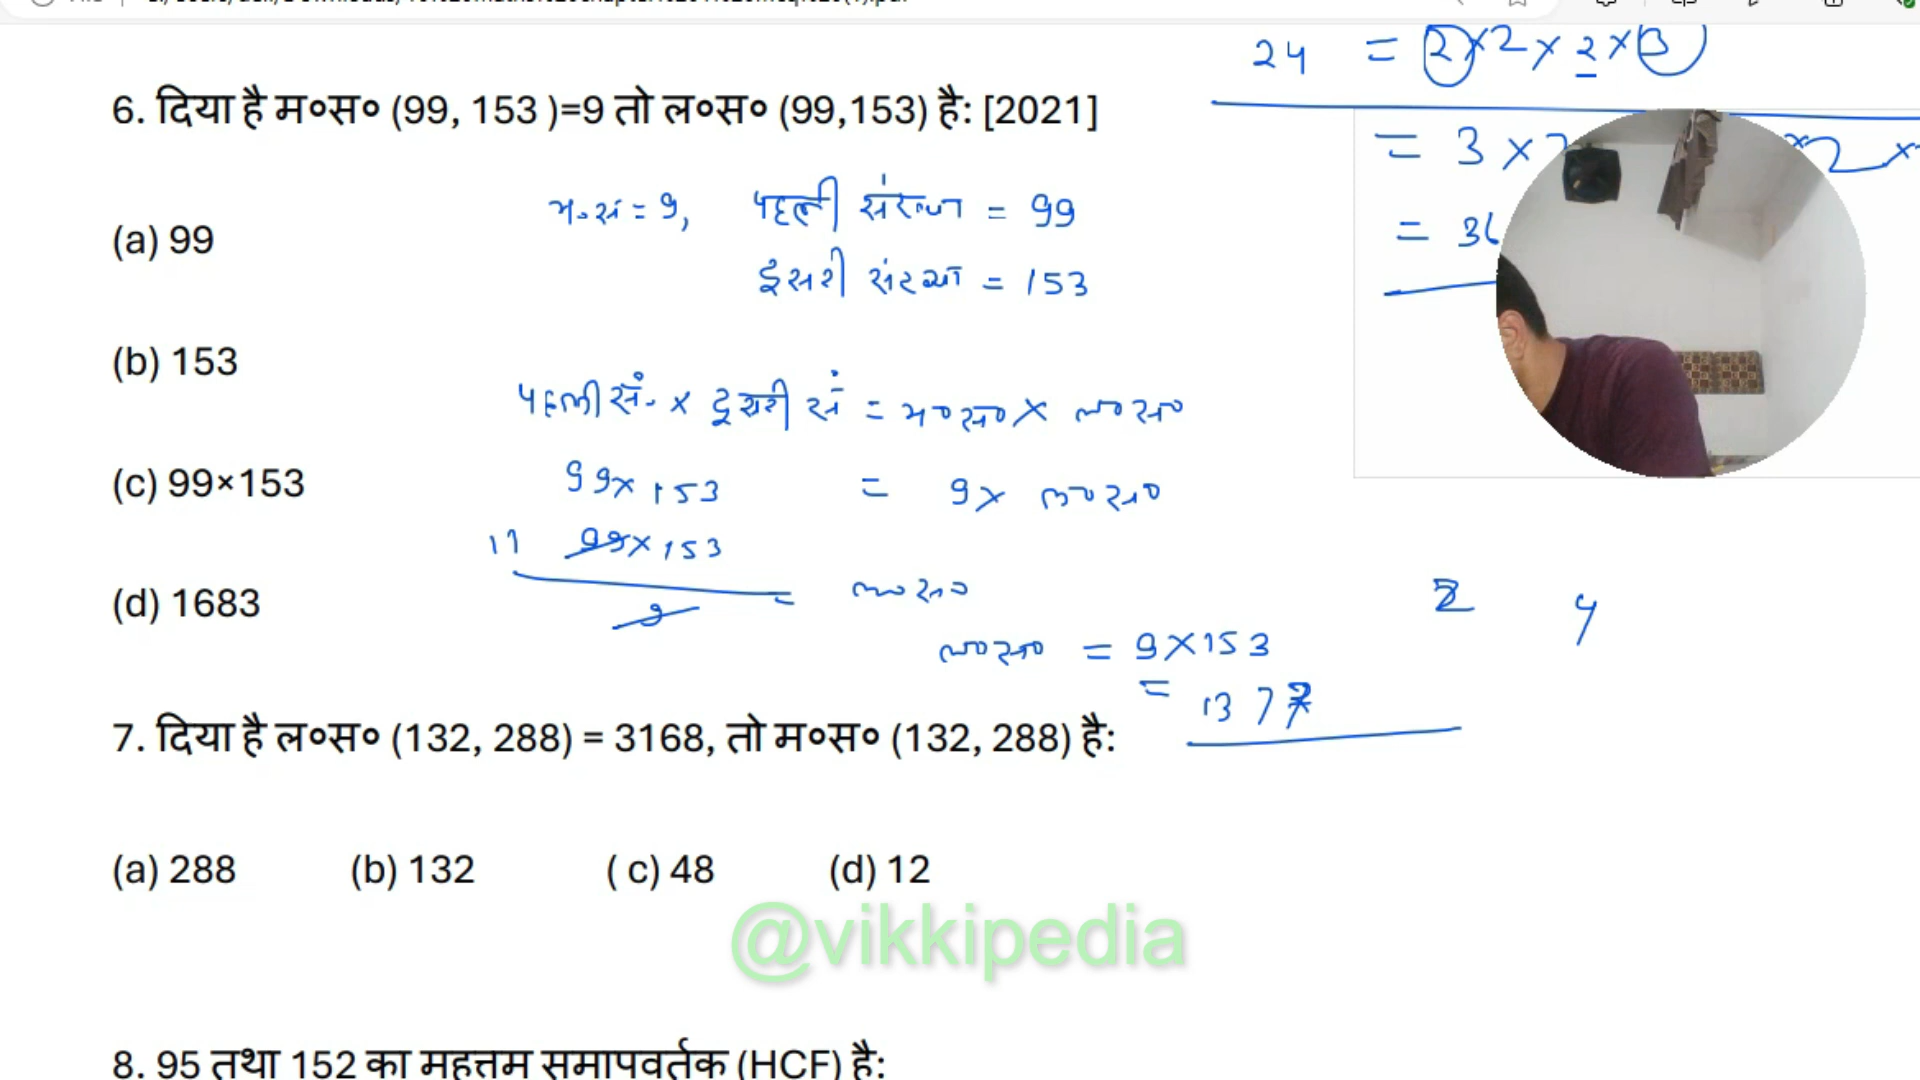 24 = 2×2×2×3
6. दिया है म०स० (99, 153 )=9 तो ल०स० (99,153) है: [2021]
= 3×
= 36
म.सं = 9, पहली संख्या = 99
दूसरी संख्या = 153
(a) 99
(b) 153
पहली सं. × दूसरी सं = म०स० × ल०स०
(c) 99×153
99×153 = 9× ल०स०
11 99×153
9
= ल०स०
(d) 1683
ल०स० = 9×153
= 1377
7. दिया है ल०स० (132, 288) = 3168, तो म०स० (132, 288) है:
(a) 288 (b) 132 ( c) 48 (d) 12
@vikkipedia
8. 95 तथा 152 का महत्तम समापवर्तक (HCF) है: